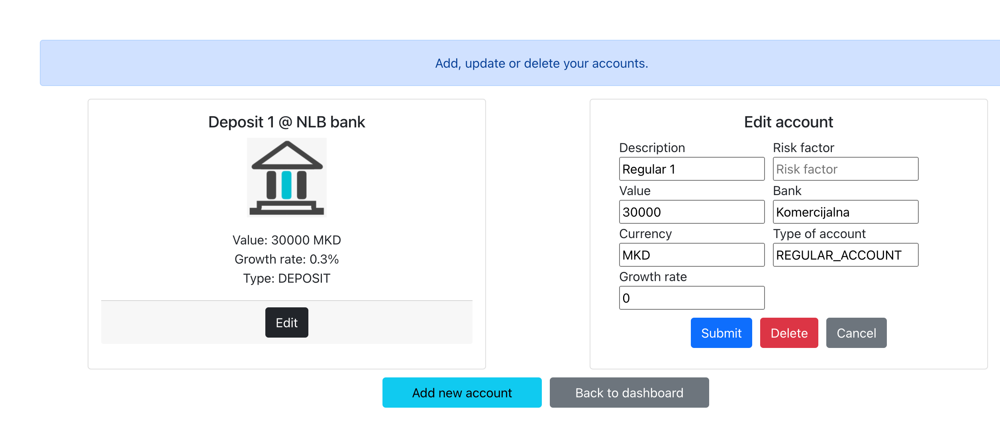 Add, update or delete your accounts.
Deposit 1 @ NLB bank
Value: 30000 MKD
Growth rate: 0.3%
Type: DEPOSIT
Edit
Edit account
Description
Regular 1
Risk factor
Risk factor
Value
30000
Bank
Komercijalna
Currency
MKD
Type of account
REGULAR_ACCOUNT
Growth rate
0
Submit
Delete
Cancel
Add new account
Back to dashboard